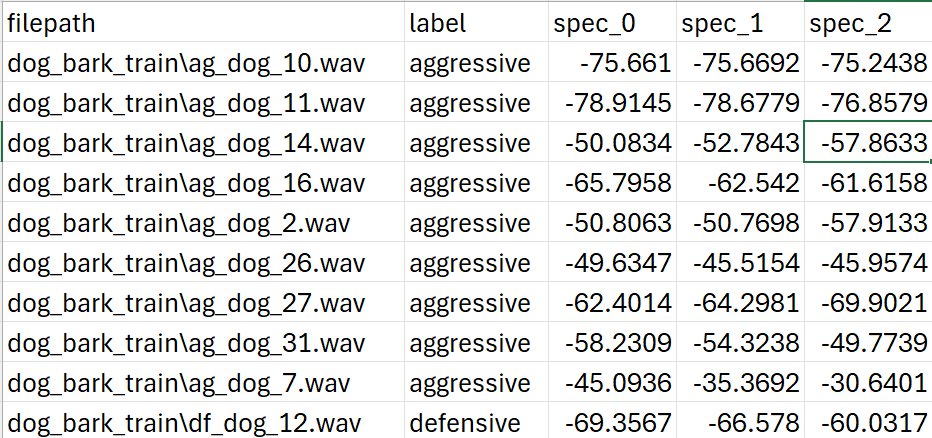 filepath label spec_0 spec_1 spec_2
dog_bark_train\ag_dog_10.wav aggressive -75.661 -75.6692 -75.2438
dog_bark_train\ag_dog_11.wav aggressive -78.9145 -78.6779 -76.8579
dog_bark_train\ag_dog_14.wav aggressive -50.0834 -52.7843 -57.8633
dog_bark_train\ag_dog_16.wav aggressive -65.7958 -62.542 -61.6158
dog_bark_train\ag_dog_2.wav aggressive -50.8063 -50.7698 -57.9133
dog_bark_train\ag_dog_26.wav aggressive -49.6347 -45.5154 -45.9574
dog_bark_train\ag_dog_27.wav aggressive -62.4014 -64.2981 -69.9021
dog_bark_train\ag_dog_31.wav aggressive -58.2309 -54.3238 -49.7739
dog_bark_train\ag_dog_7.wav aggressive -45.0936 -35.3692 -30.6401
dog_bark_train\df_dog_12.wav defensive -69.3567 -66.578 -60.0317